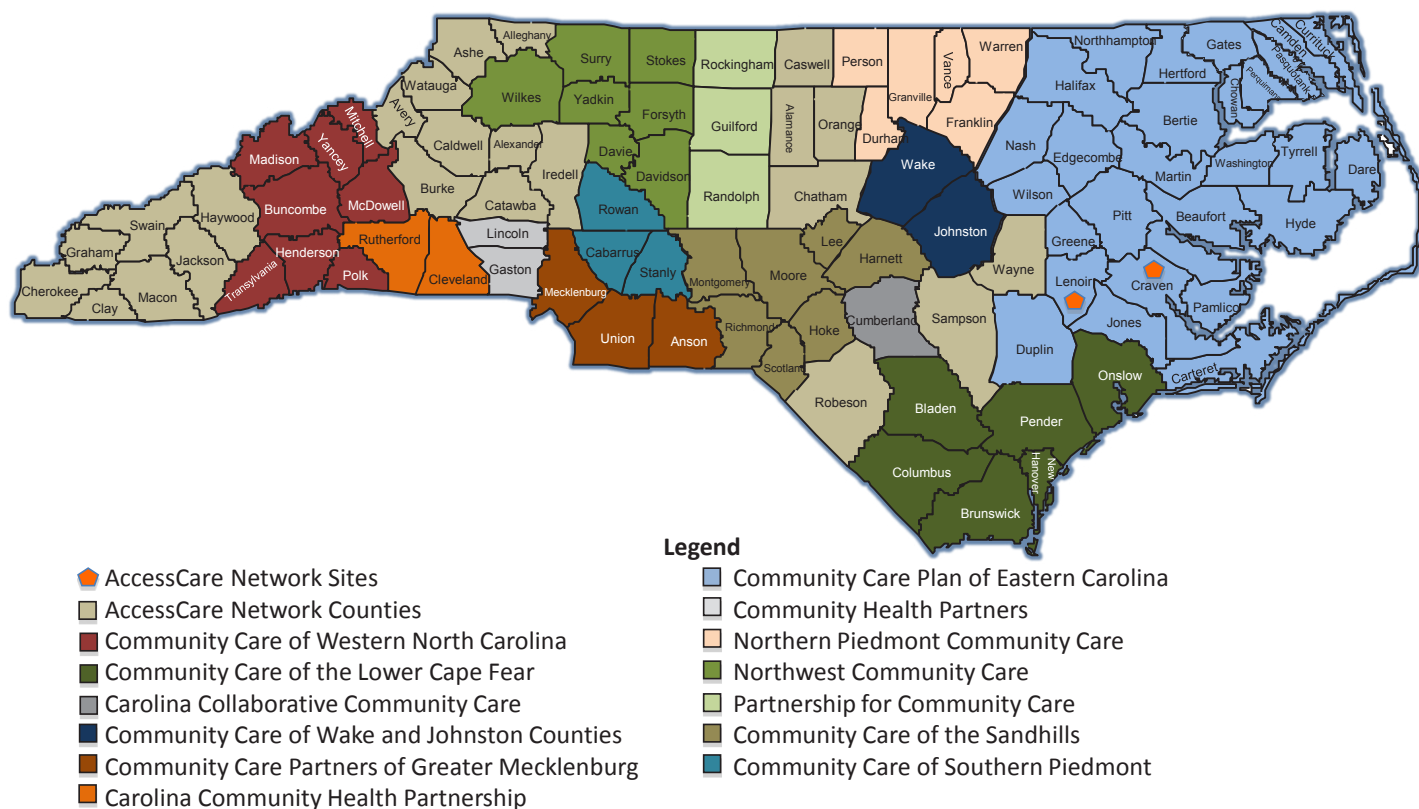 Alleghany
Ashe
Surry
Stokes
Rockingham
Caswell
Person
Vance
Warren
Northhampton
Gates
Camden
Currituck
Pasquotank
Perquimans
Chowan
Hertford
Halifax
Watauga
Wilkes
Yadkin
Forsyth
Guilford
Alamance
Orange
Durham
Granville
Franklin
Bertie
Avery
Mitchell
Yancey
Madison
Caldwell
Alexander
Iredell
Davie
Davidson
Randolph
Chatham
Wake
Nash
Edgecombe
Martin
Washington
Tyrrell
Dare
Burke
McDowell
Buncombe
Haywood
Swain
Graham
Cherokee
Clay
Macon
Jackson
Transylvania
Henderson
Polk
Rutherford
Cleveland
Catawba
Lincoln
Gaston
Rowan
Cabarrus
Stanly
Mecklenburg
Union
Anson
Montgomery
Moore
Lee
Harnett
Johnston
Wilson
Wayne
Greene
Pitt
Beaufort
Hyde
Lenoir
Craven
Pamlico
Jones
Carteret
Richmond
Scotland
Hoke
Cumberland
Sampson
Duplin
Onslow
Robeson
Bladen
Pender
Columbus
Brunswick
New
Hanover
Legend
AccessCare Network Sites
AccessCare Network Counties
Community Care of Western North Carolina
Community Care of the Lower Cape Fear
Carolina Collaborative Community Care
Community Care of Wake and Johnston Counties
Community Care Partners of Greater Mecklenburg
Carolina Community Health Partnership
Community Care Plan of Eastern Carolina
Community Health Partners
Northern Piedmont Community Care
Northwest Community Care
Partnership for Community Care
Community Care of the Sandhills
Community Care of Southern Piedmont